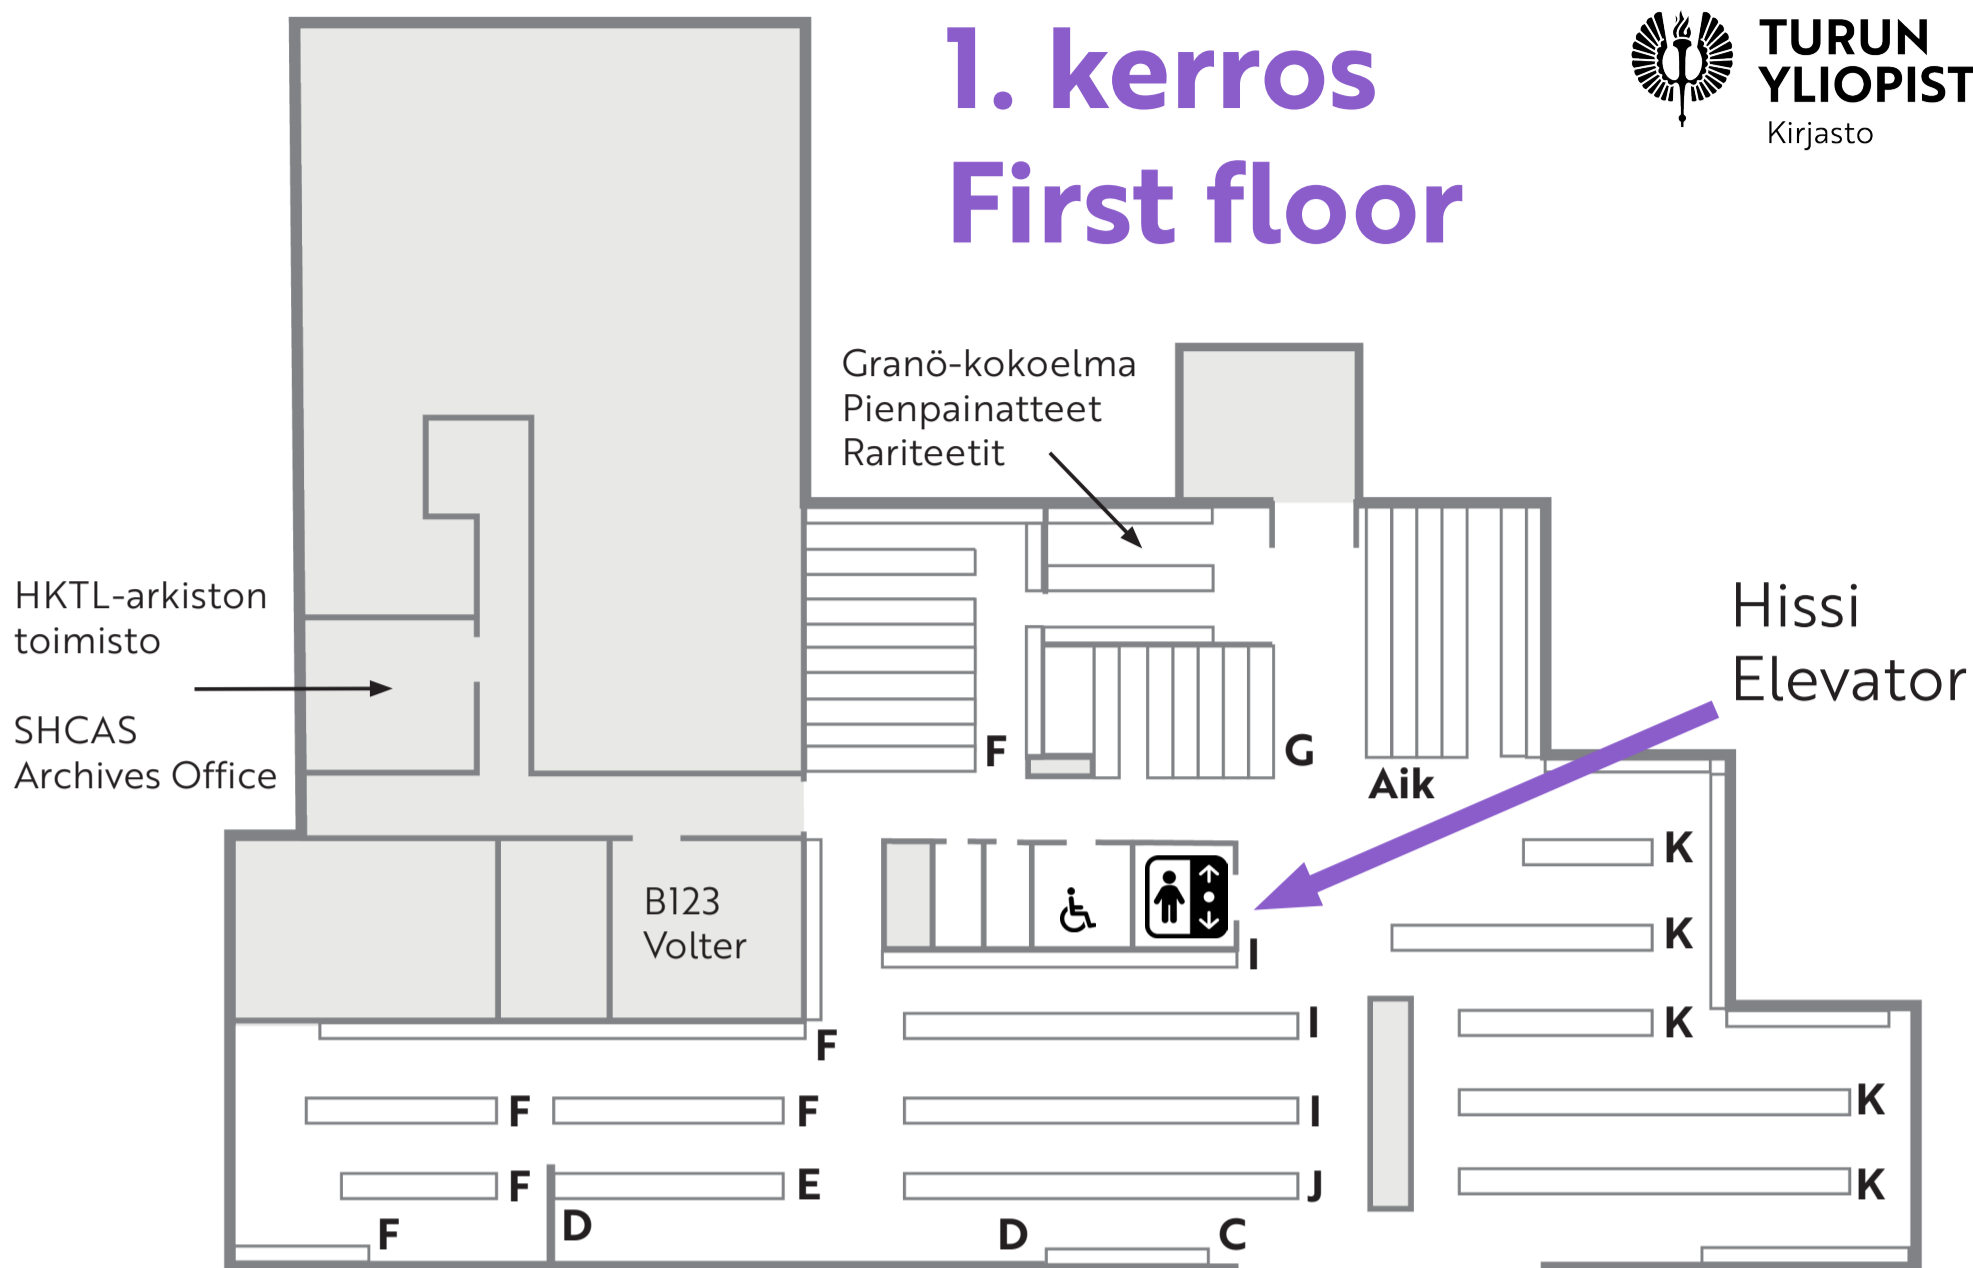 1. kerros
First floor
TURUN
YLIOPIST
Kirjasto
Granö-kokoelma
Pienpainatteet
Rariteetit
HKTL-arkiston
toimisto
SHCAS
Archives Office
Hissi
Elevator
F
G
Aik
K
B123
Volter
K
I
I
K
F
F
F
I
K
F
E
J
K
F
D
D
C